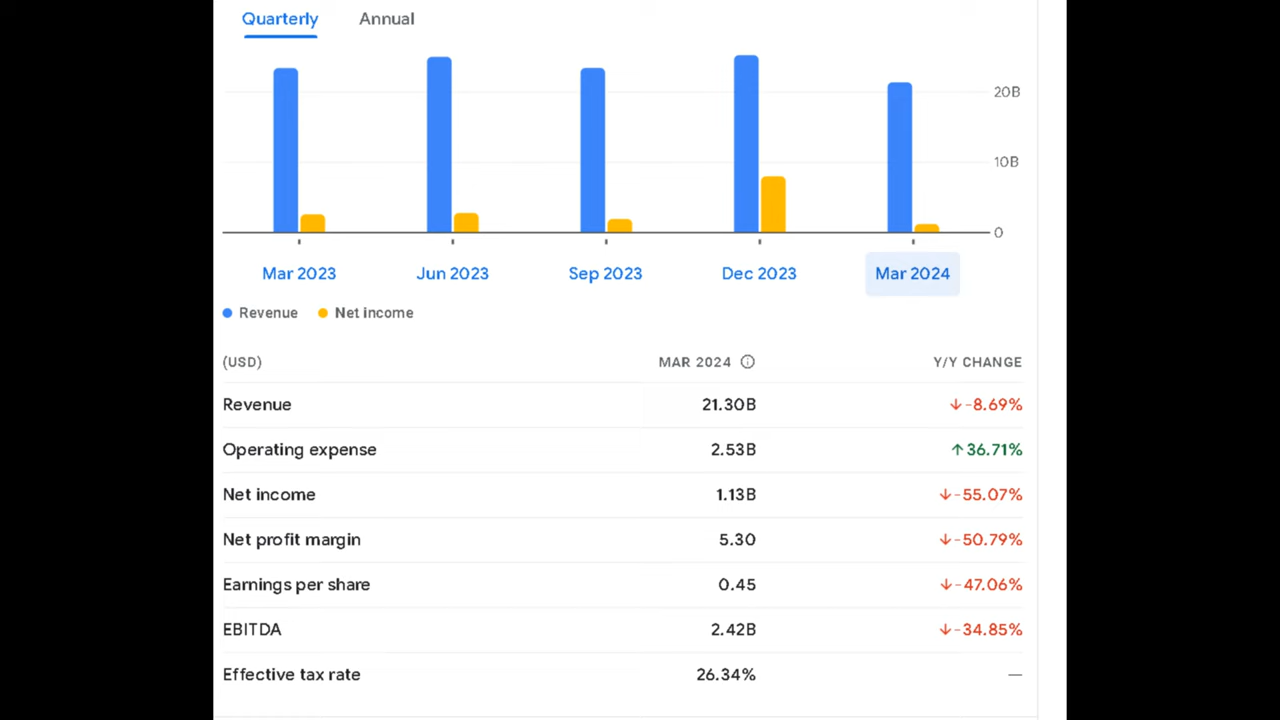 Quarterly Annual
20B
10B
0
Mar 2023 Jun 2023 Sep 2023 Dec 2023 Mar 2024
Revenue Net income
(USD) MAR 2024 Y/Y CHANGE
Revenue 21.30B ↓-8.69%
Operating expense 2.53B ↑36.71%
Net income 1.13B ↓-55.07%
Net profit margin 5.30 ↓-50.79%
Earnings per share 0.45 ↓-47.06%
EBITDA 2.42B ↓-34.85%
Effective tax rate 26.34% —